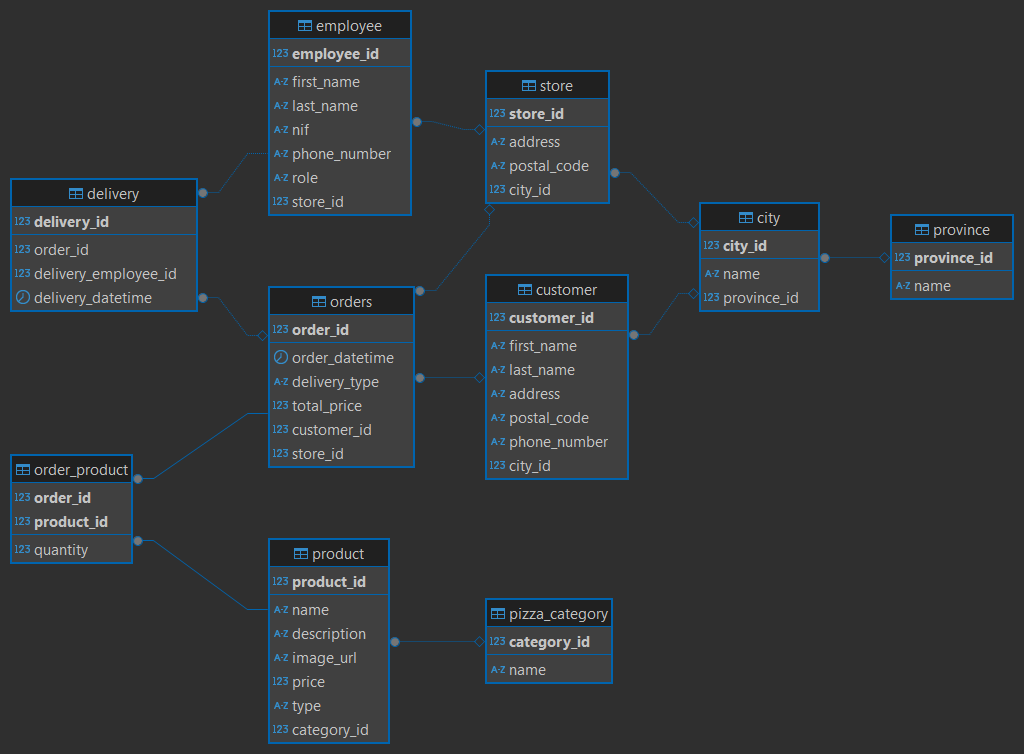 employee
123 employee_id
A-Z first_name
A-Z last_name
A-Z nif
A-Z phone_number
A-Z role
123 store_id
store
123 store_id
A-Z address
A-Z postal_code
123 city_id
delivery
123 delivery_id
123 order_id
123 delivery_employee_id
delivery_datetime
city
123 city_id
A-Z name
123 province_id
province
123 province_id
A-Z name
orders
123 order_id
order_datetime
A-Z delivery_type
123 total_price
123 customer_id
123 store_id
customer
123 customer_id
A-Z first_name
A-Z last_name
A-Z address
A-Z postal_code
A-Z phone_number
123 city_id
order_product
123 order_id
123 product_id
123 quantity
product
123 product_id
A-Z name
A-Z description
A-Z image_url
123 price
A-Z type
123 category_id
pizza_category
123 category_id
A-Z name